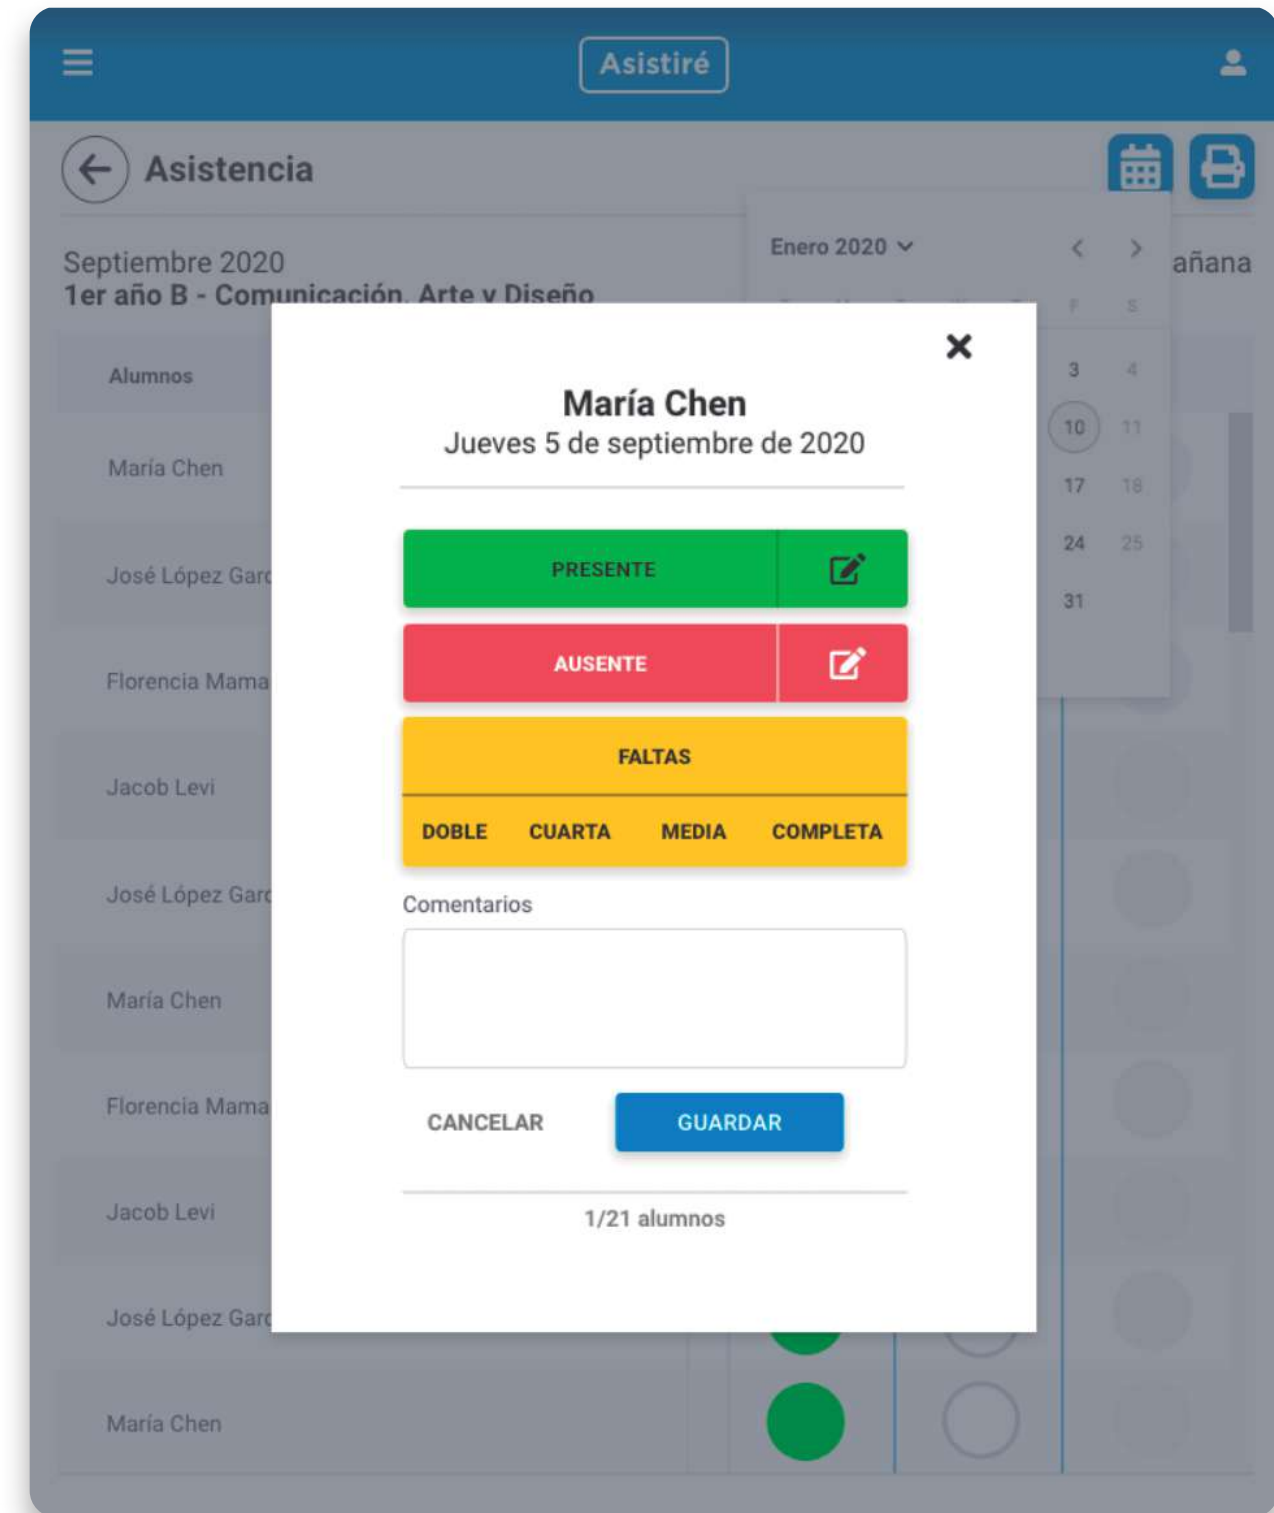 Asistiré
Asistencia
Septiembre 2020
1er año B - Comunicación, Arte y Diseño
añana
Enero 2020
F S
3 4
10 11
17 18
24 25
31
Alumnos
María Chen
José López Garc
Florencia Mama
Jacob Levi
José López Garc
María Chen
Florencia Mama
Jacob Levi
José López Garc
María Chen
María Chen
Jueves 5 de septiembre de 2020
PRESENTE
AUSENTE
FALTAS
DOBLE CUARTA MEDIA COMPLETA
Comentarios
CANCELAR GUARDAR
1/21 alumnos